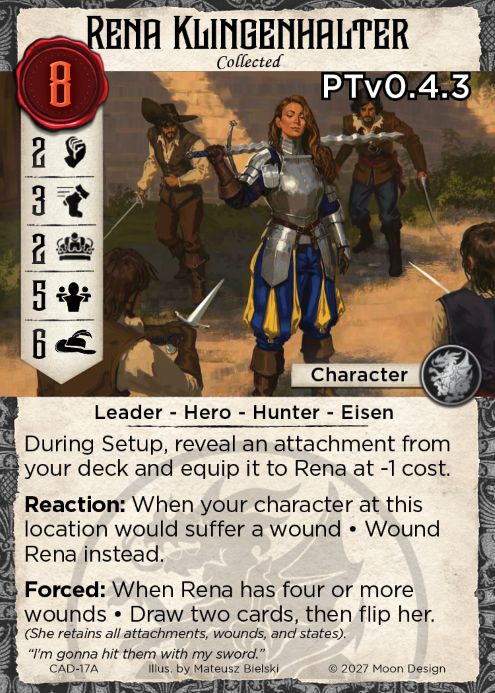 Rena Klingenhalter
Collected
PTv0.4.3
8
2
3
2
5
6
Character
Leader - Hero - Hunter - Eisen
During Setup, reveal an attachment from
your deck and equip it to Rena at -1 cost.
Reaction: When your character at this
location would suffer a wound • Wound
Rena instead.
Forced: When Rena has four or more
wounds • Draw two cards, then flip her.
(She retains all attachments, wounds, and states).
“I’m gonna hit them with my sword.”
CAD-17A Illus. by Mateusz Bielski © 2027 Moon Design